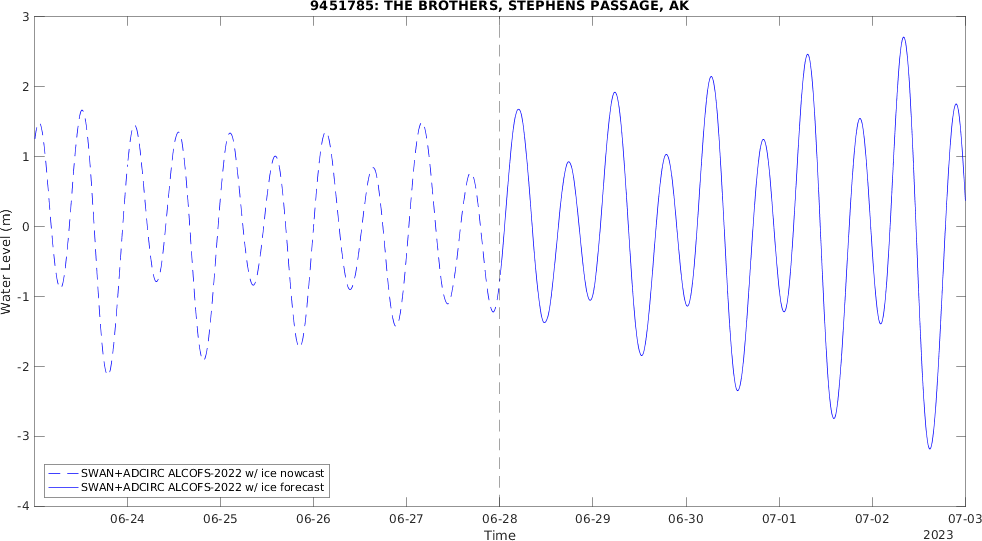 9451785: THE BROTHERS, STEPHENS PASSAGE, AK
3
2
1
0
-1
-2
-3
-4
Water Level (m)
SWAN+ADCIRC ALCOFS-2022 w/ ice nowcast
SWAN+ADCIRC ALCOFS-2022 w/ ice forecast
06-24 06-25 06-26 06-27 06-28 06-29 06-30 07-01 07-02 07-03
Time
2023